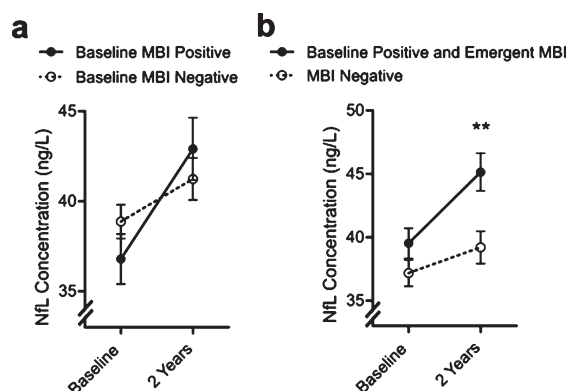 a
Baseline MBI Positive
Baseline MBI Negative
NfL Concentration (ng/L)
45
40
35
Baseline
2 Years
b
Baseline Positive and Emergent MBI
MBI Negative
NfL Concentration (ng/L)
50
45
40
35
**
Baseline
2 Years